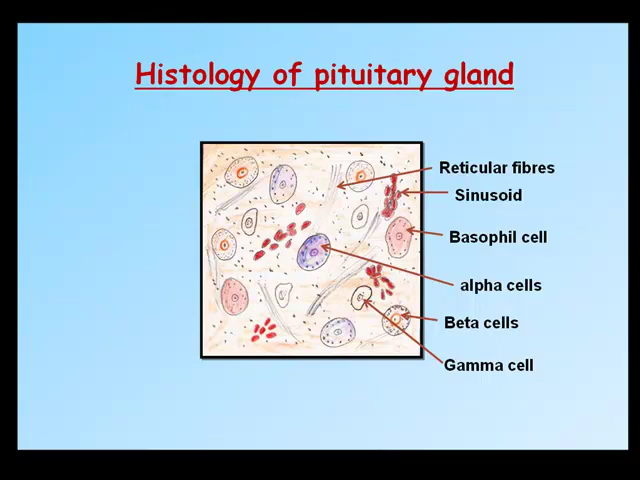 Histology of pituitary gland
Reticular fibres
Sinusoid
Basophil cell
alpha cells
Beta cells
Gamma cell